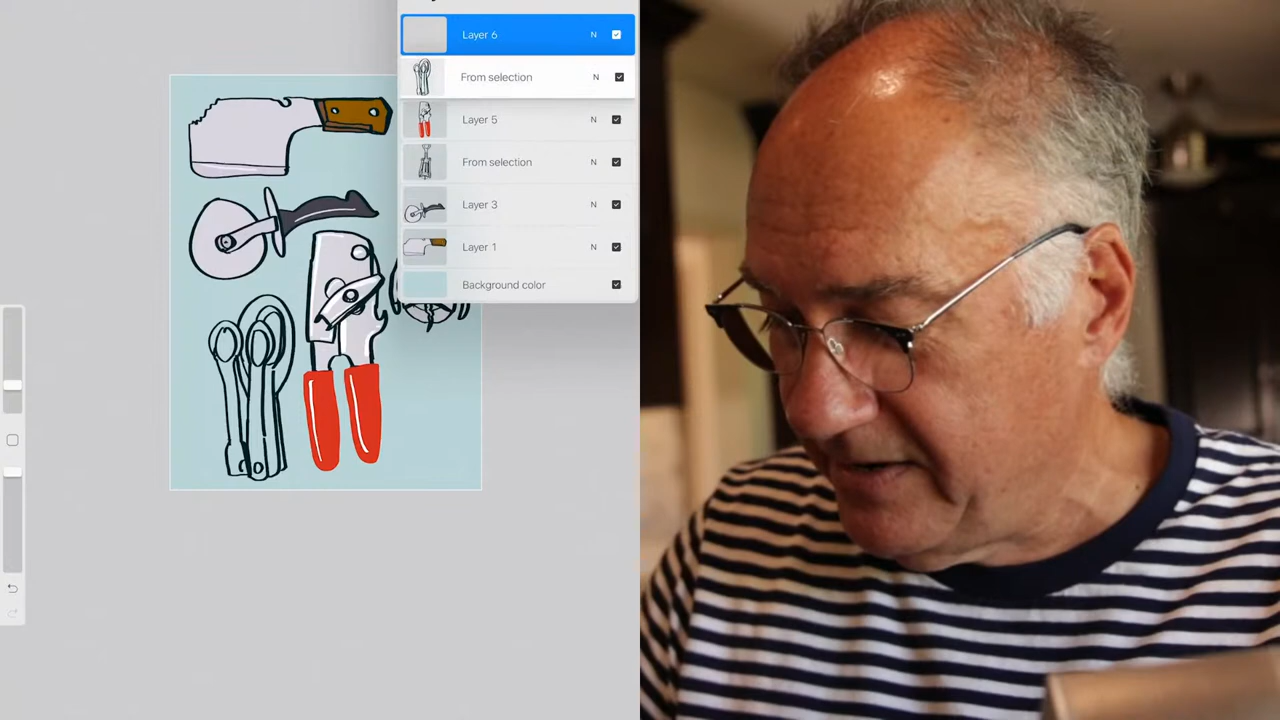 Layer 6 N
From selection N
Layer 5 N
From selection N
Layer 3 N
Layer 1 N
Background color